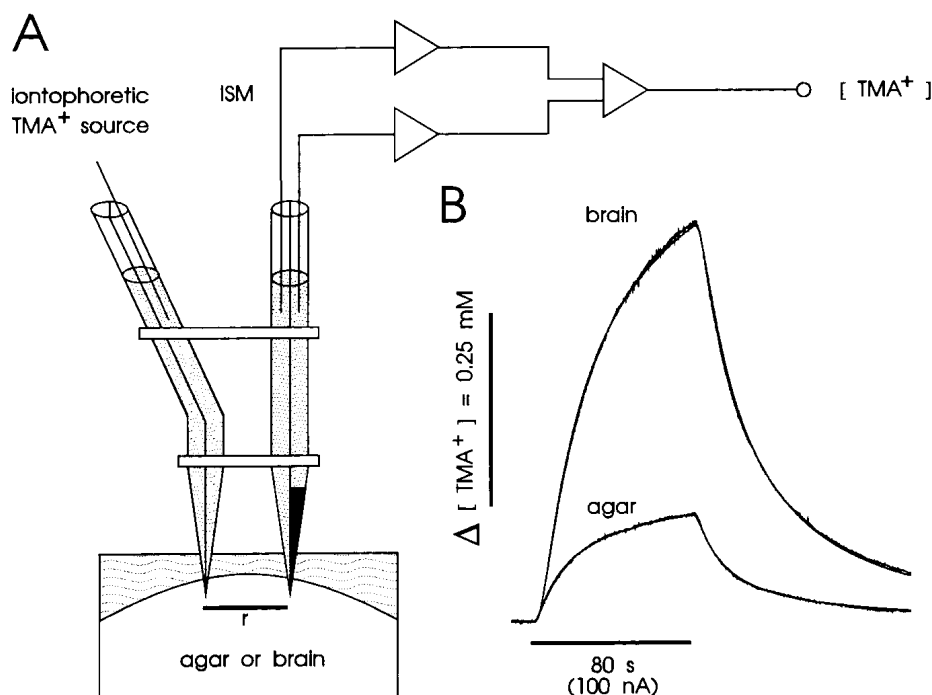 A
iontophoretic
TMA+ source
ISM
[ TMA+ ]
B
brain
Δ [ TMA+ ] = 0.25 mM
agar
r
agar or brain
80 s
(100 nA)